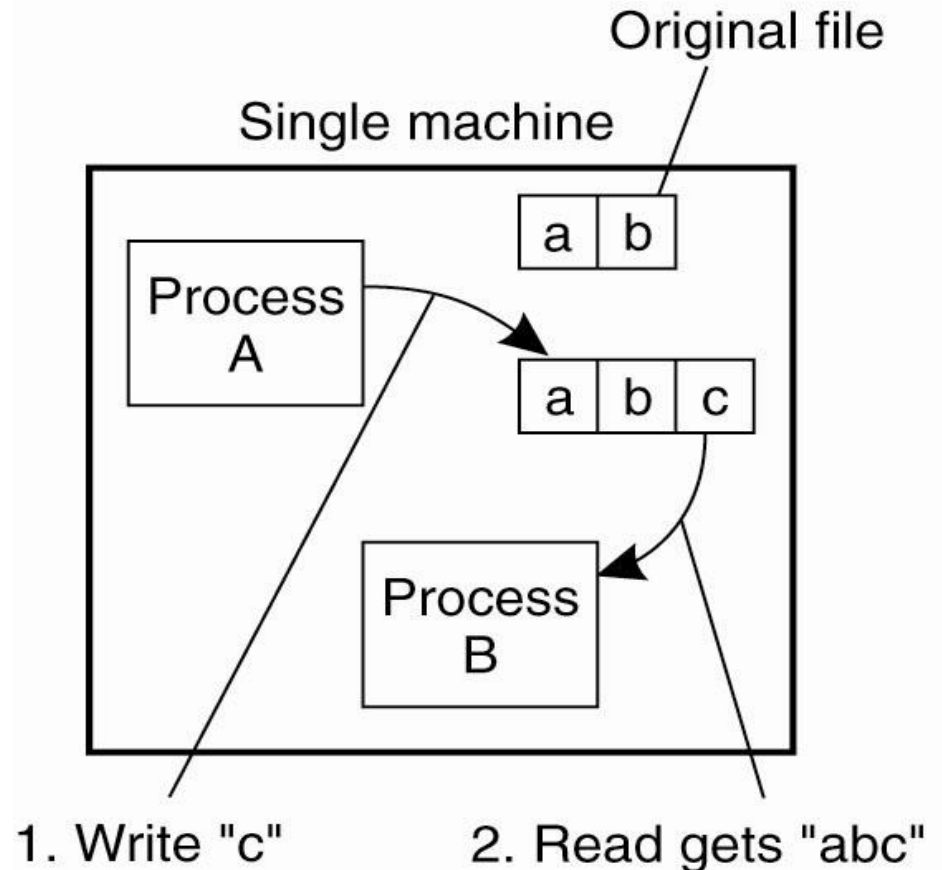 Original file
Single machine
a b
Process
A
a b c
Process
B
1. Write "c"
2. Read gets "abc"